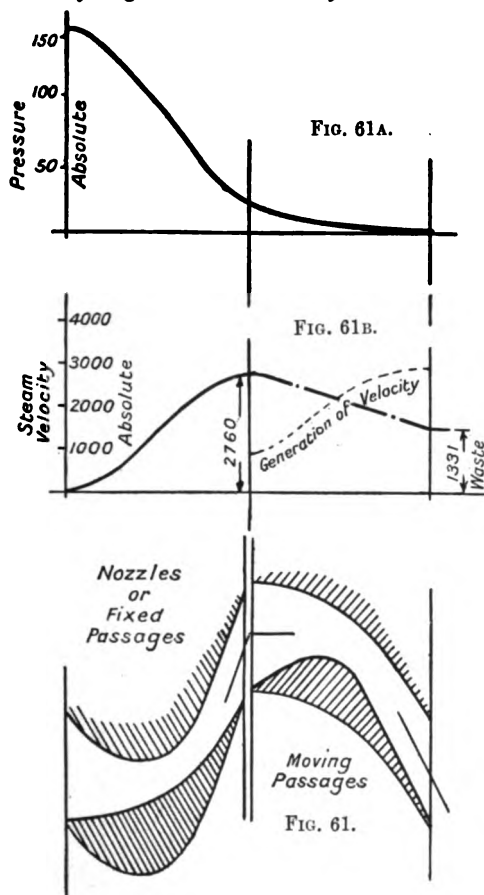 150
100
50
Pressure
Absolute
FIG. 61A.
4000
3000
2000
1000
Steam
Velocity
Absolute
FIG. 61B.
2760
Generation of Velocity
1331
Waste
Nozzles
or
Fixed
Passages
Moving
Passages
FIG. 61.